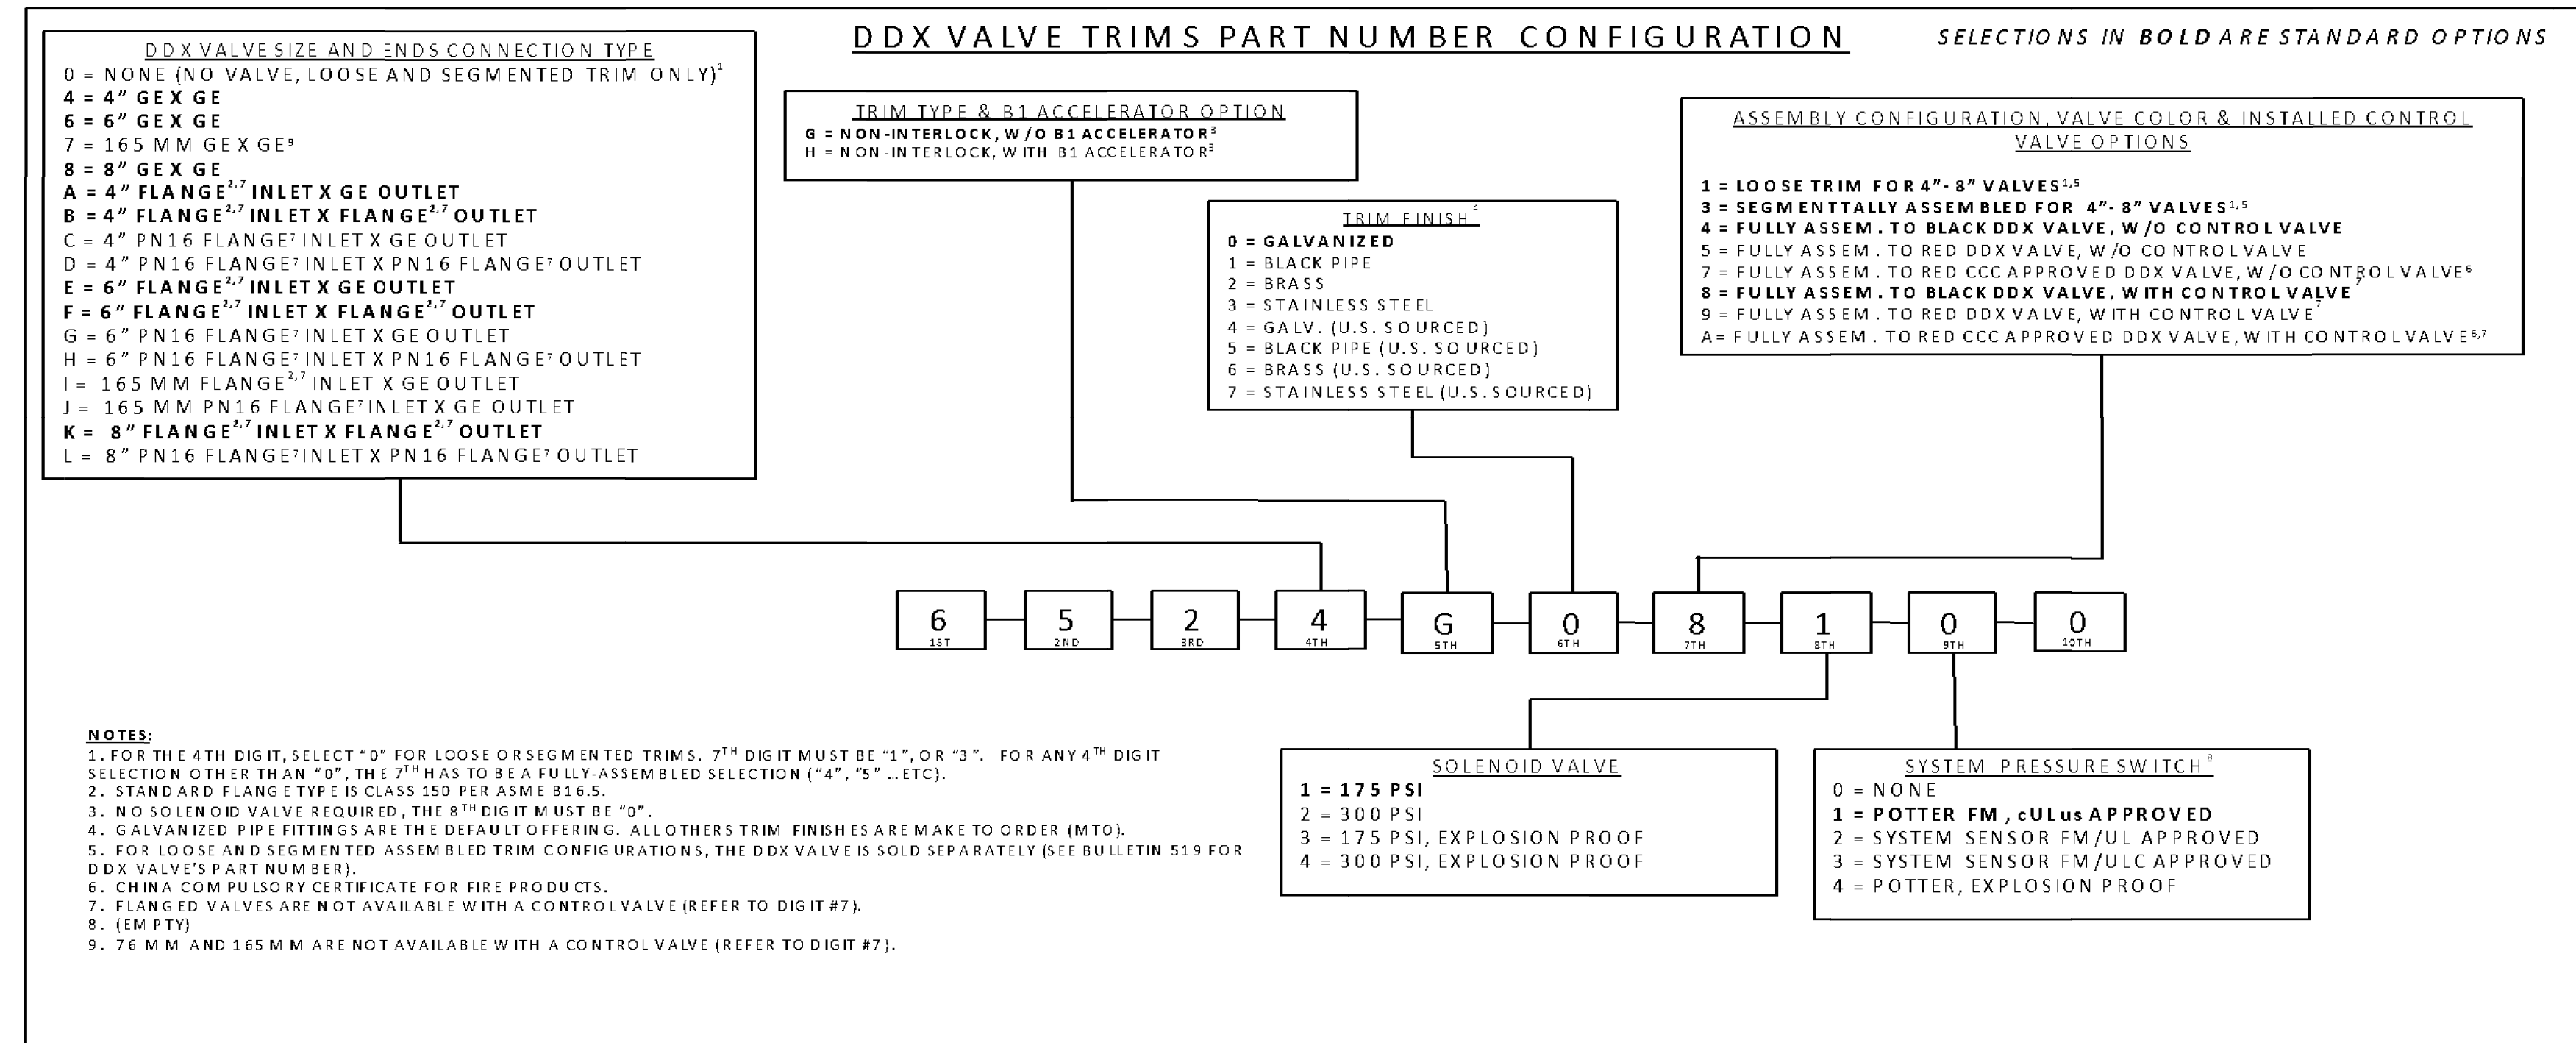 DDX VALVE TRIMS PART NUMBER CONFIGURATION
SELECTIONS IN BOLD ARE STANDARD OPTIONS
DDX VALVE SIZE AND ENDS CONNECTION TYPE
0 = NONE (NO VALVE, LOOSE AND SEGMENTED TRIM ONLY)¹
4 = 4” GE X GE
6 = 6” GE X GE
7 = 165 MM GE X GE⁹
8 = 8” GE X GE
A = 4” FLANGE²,⁷ INLET X GE OUTLET
B = 4” FLANGE²,⁷ INLET X FLANGE²,⁷ OUTLET
C = 4” PN16 FLANGE⁷ INLET X GE OUTLET
D = 4” PN16 FLANGE⁷ INLET X PN16 FLANGE⁷ OUTLET
E = 6” FLANGE²,⁷ INLET X GE OUTLET
F = 6” FLANGE²,⁷ INLET X FLANGE²,⁷ OUTLET
G = 6” PN16 FLANGE⁷ INLET X GE OUTLET
H = 6” PN16 FLANGE⁷ INLET X PN16 FLANGE⁷ OUTLET
I = 165 MM FLANGE²,⁷ INLET X GE OUTLET
J = 165 MM PN16 FLANGE⁷ INLET X GE OUTLET
K = 8” FLANGE²,⁷ INLET X FLANGE²,⁷ OUTLET
L = 8” PN16 FLANGE⁷ INLET X PN16 FLANGE⁷ OUTLET
TRIM TYPE & B1 ACCELERATOR OPTION
G = NON-INTERLOCK, W/O B1 ACCELERATOR³
H = NON-INTERLOCK, WITH B1 ACCELERATOR³
TRIM FINISH⁴
0 = GALVANIZED
1 = BLACK PIPE
2 = BRASS
3 = STAINLESS STEEL
4 = GALV. (U.S. SOURCED)
5 = BLACK PIPE (U.S. SOURCED)
6 = BRASS (U.S. SOURCED)
7 = STAINLESS STEEL (U.S. SOURCED)
ASSEMBLY CONFIGURATION, VALVE COLOR & INSTALLED CONTROL
VALVE OPTIONS
1 = LOOSE TRIM FOR 4”- 8” VALVES¹,⁵
3 = SEGMENTTALLY ASSEMBLED FOR 4”- 8” VALVES¹,⁵
4 = FULLY ASSEM. TO BLACK DDX VALVE, W/O CONTROL VALVE
5 = FULLY ASSEM. TO RED DDX VALVE, W/O CONTROL VALVE
7 = FULLY ASSEM. TO RED CCC APPROVED DDX VALVE, W/O CONTROL VALVE⁶
8 = FULLY ASSEM. TO BLACK DDX VALVE, WITH CONTROL VALVE⁷
9 = FULLY ASSEM. TO RED DDX VALVE, WITH CONTROL VALVE⁷
A= FULLY ASSEM. TO RED CCC APPROVED DDX VALVE, WITH CONTROL VALVE⁶,⁷
6 5 2 4 G 0 8 1 0 0
1ST 2ND 3RD 4TH 5TH 6TH 7TH 8TH 9TH 10TH
SOLENOID VALVE
1 = 175 PSI
2 = 300 PSI
3 = 175 PSI, EXPLOSION PROOF
4 = 300 PSI, EXPLOSION PROOF
SYSTEM PRESSURE SWITCH⁸
0 = NONE
1 = POTTER FM, cULus APPROVED
2 = SYSTEM SENSOR FM/UL APPROVED
3 = SYSTEM SENSOR FM/ULC APPROVED
4 = POTTER, EXPLOSION PROOF
NOTES:
1. FOR THE 4TH DIGIT, SELECT “0” FOR LOOSE OR SEGMENTED TRIMS. 7TH DIGIT MUST BE “1”, OR “3”. FOR ANY 4TH DIGIT
SELECTION OTHER THAN “0”, THE 7TH HAS TO BE A FULLY-ASSEMBLED SELECTION (“4”, “5” …ETC).
2. STANDARD FLANGE TYPE IS CLASS 150 PER ASME B16.5.
3. NO SOLENOID VALVE REQUIRED, THE 8TH DIGIT MUST BE “0”.
4. GALVANIZED PIPE FITTINGS ARE THE DEFAULT OFFERING. ALL OTHERS TRIM FINISHES ARE MAKE TO ORDER (MTO).
5. FOR LOOSE AND SEGMENTED ASSEMBLED TRIM CONFIGURATIONS, THE DDX VALVE IS SOLD SEPARATELY (SEE BULLETIN 519 FOR
DDX VALVE'S PART NUMBER).
6. CHINA COMPULSORY CERTIFICATE FOR FIRE PRODUCTS.
7. FLANGED VALVES ARE NOT AVAILABLE WITH A CONTROL VALVE (REFER TO DIGIT #7).
8. (EMPTY)
9. 76 MM AND 165 MM ARE NOT AVAILABLE WITH A CONTROL VALVE (REFER TO DIGIT #7).